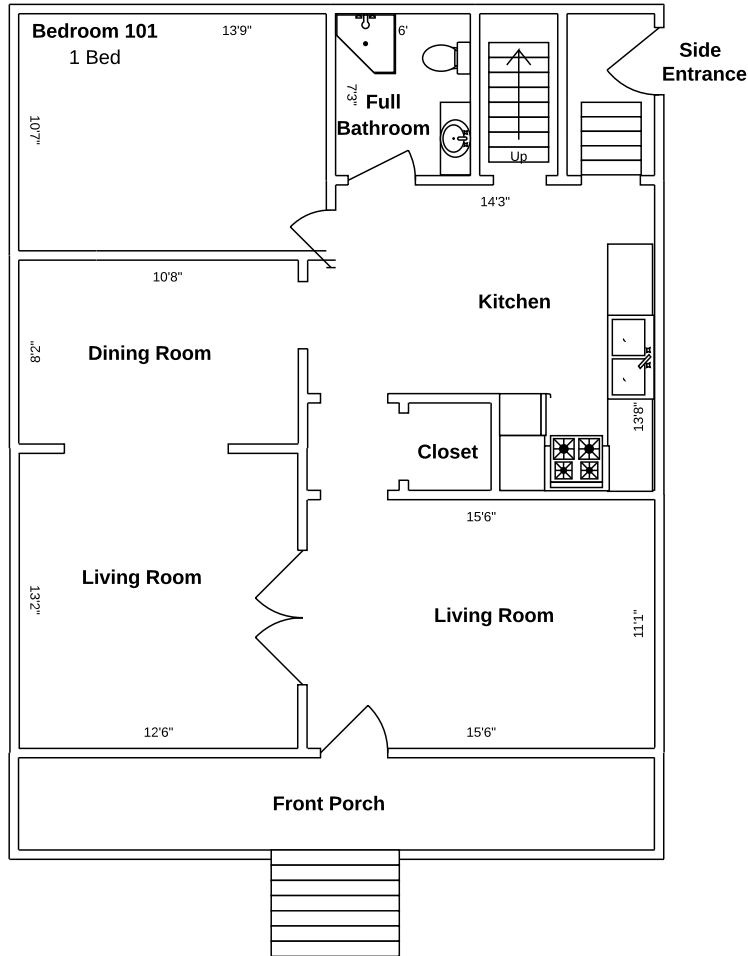 Bedroom 101
1 Bed
13'9"
10'7"
6'
7'3"
Full
Bathroom
Up
Side
Entrance
14'3"
Kitchen
10'8"
8'2"
Dining Room
13'8"
Closet
15'6"
Living Room
13'2"
12'6"
Living Room
11'1"
15'6"
Front Porch